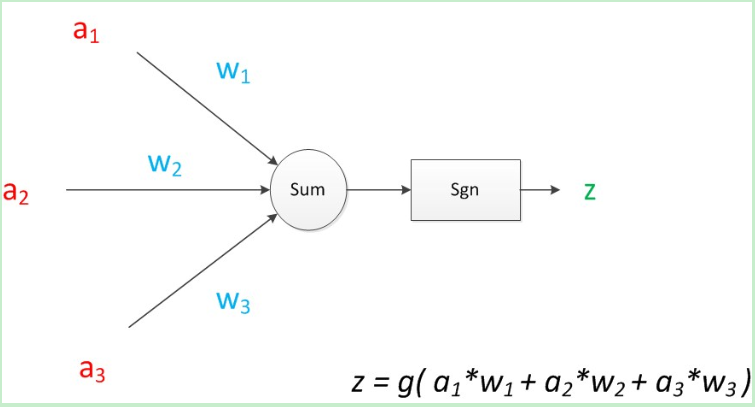 a₁
w₁
w₂
a₂
Sum
Sgn
z
w₃
a₃
z = g( a₁*w₁ + a₂*w₂ + a₃*w₃ )